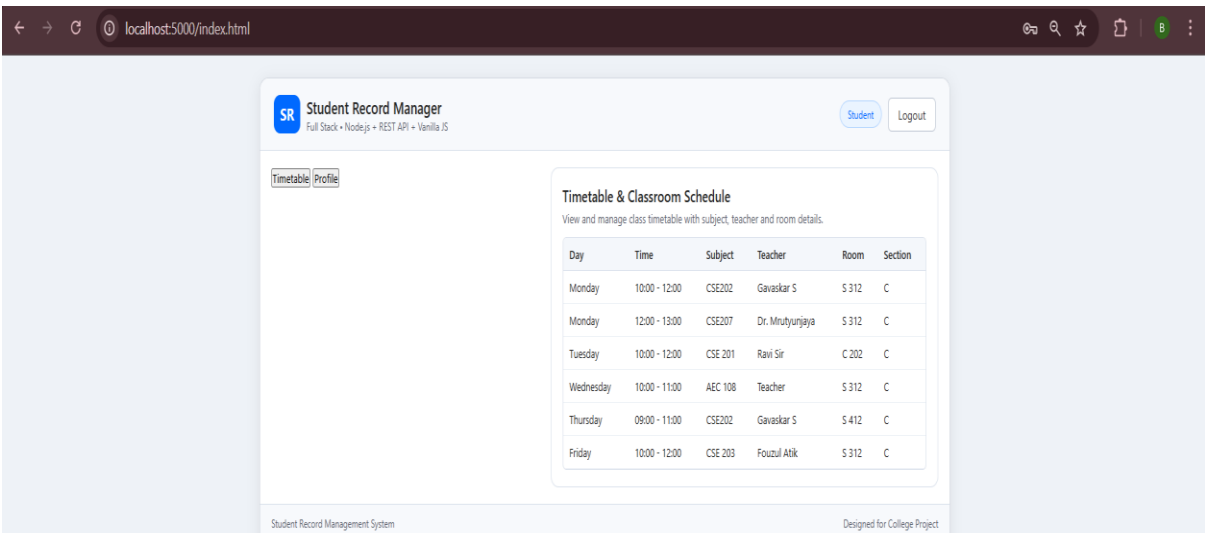 localhost:5000/index.html
B
SR
Student Record Manager
Full Stack • Node.js + REST API + Vanilla JS
Student
Logout
Timetable Profile
Timetable & Classroom Schedule
View and manage class timetable with subject, teacher and room details.
Day Time Subject Teacher Room Section
Monday 10:00 - 12:00 CSE202 Gavaskar S S 312 C
Monday 12:00 - 13:00 CSE207 Dr. Mrutyunjaya S 312 C
Tuesday 10:00 - 12:00 CSE 201 Ravi Sir C 202 C
Wednesday 10:00 - 11:00 AEC 108 Teacher S 312 C
Thursday 09:00 - 11:00 CSE202 Gavaskar S S 412 C
Friday 10:00 - 12:00 CSE 203 Fouzul Atik S 312 C
Student Record Management System
Designed for College Project